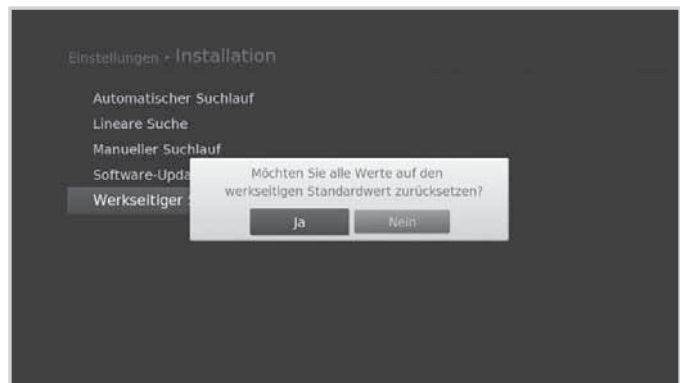 Einstellungen • Installation
Automatischer Suchlauf
Lineare Suche
Manueller Suchlauf
Software-Upda
Werkseitiger
Möchten Sie alle Werte auf den
werkseitigen Standardwert zurücksetzen?
Ja
Nein